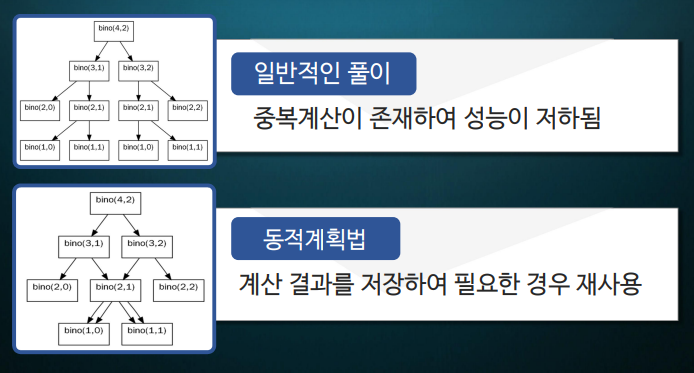 bino(4,2)
bino(3,1) bino(3,2)
bino(2,0) bino(2,1) bino(2,1) bino(2,2)
bino(1,0) bino(1,1) bino(1,0) bino(1,1)
일반적인 풀이
중복계산이 존재하여 성능이 저하됨
bino(4,2)
bino(3,1) bino(3,2)
bino(2,0) bino(2,1) bino(2,2)
bino(1,0) bino(1,1)
동적계획법
계산 결과를 저장하여 필요한 경우 재사용